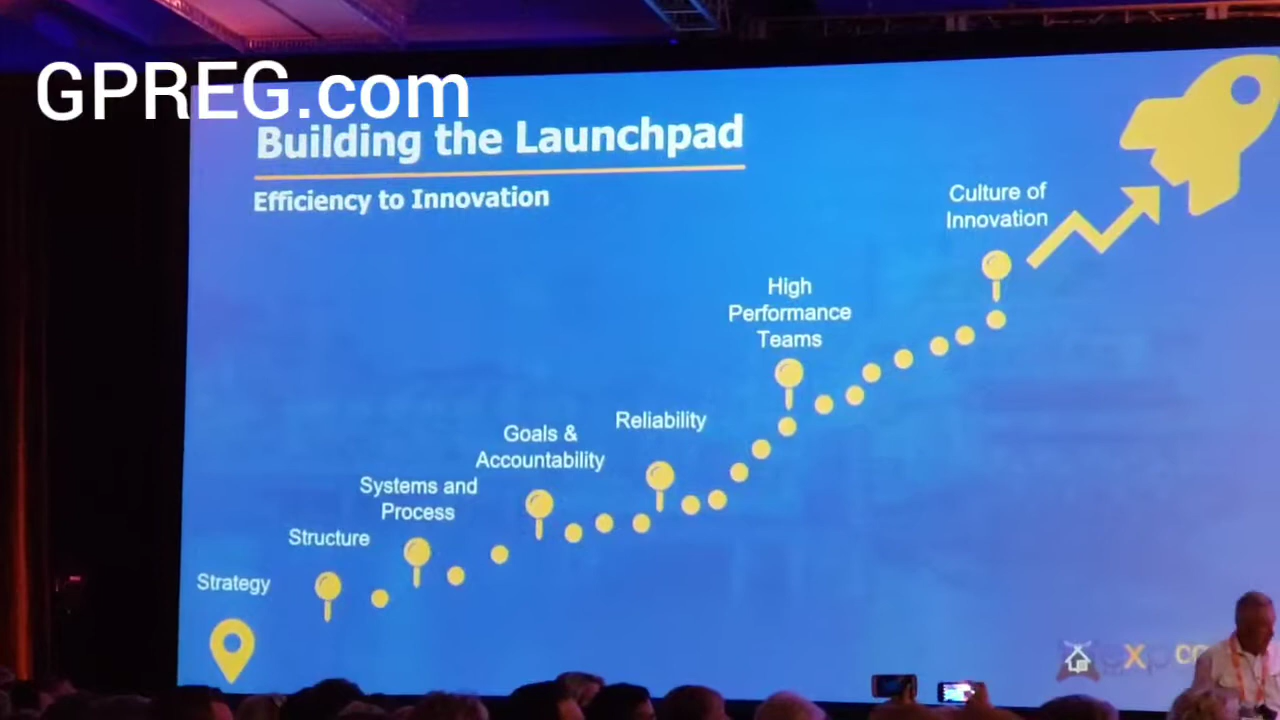 GPREG.com
Building the Launchpad
Efficiency to Innovation
Culture of
Innovation
High
Performance
Teams
Reliability
Goals &
Accountability
Systems and
Process
Structure
Strategy